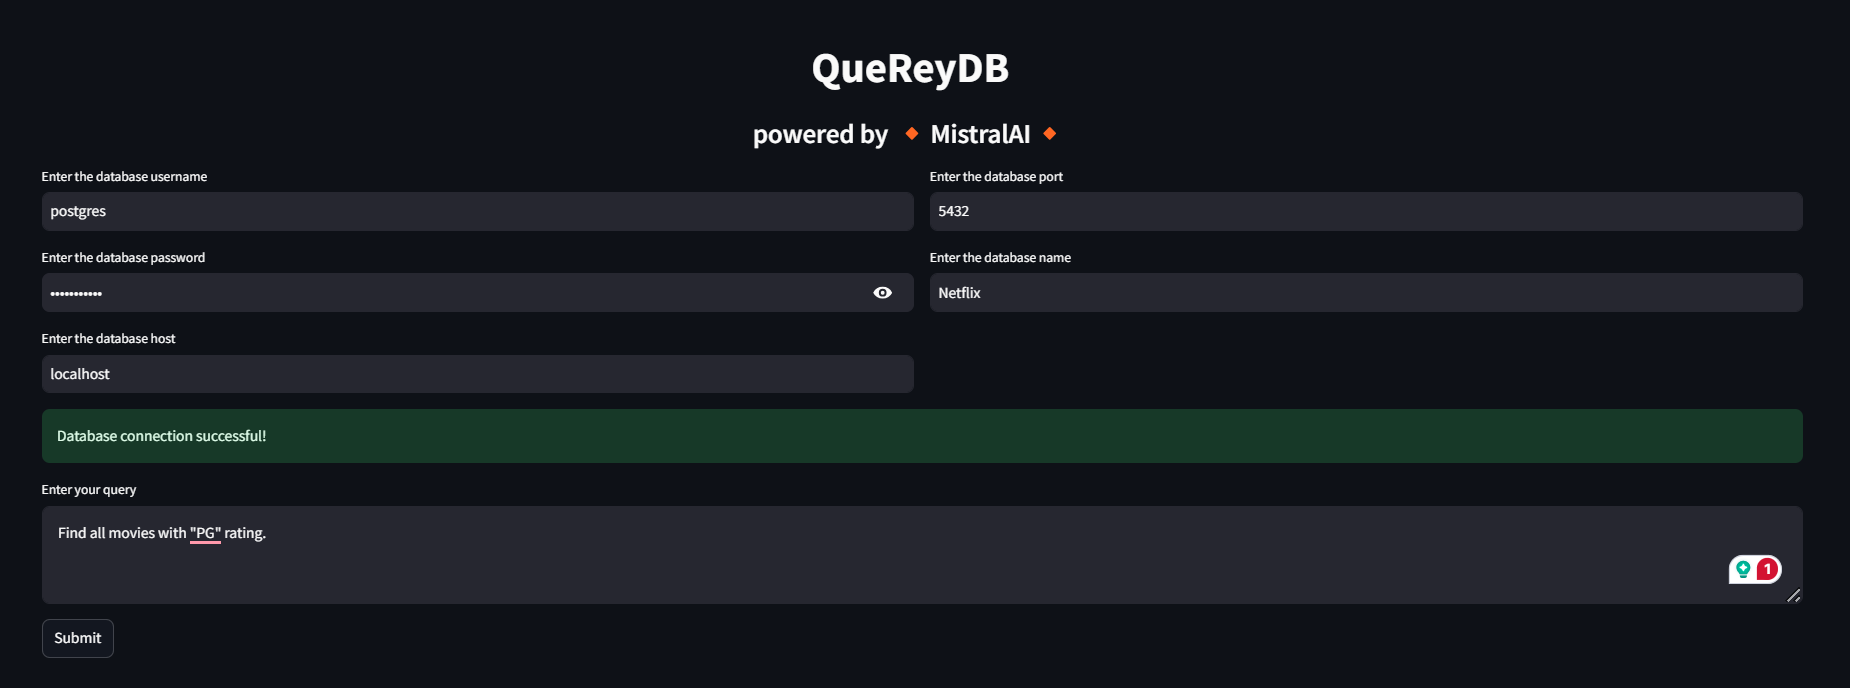 QueReyDB
powered by 🔸 MistralAI 🔸
Enter the database username
postgres
Enter the database port
5432
Enter the database password
•••••••••••
Enter the database name
Netflix
Enter the database host
localhost
Database connection successful!
Enter your query
Find all movies with "PG" rating.
1
Submit